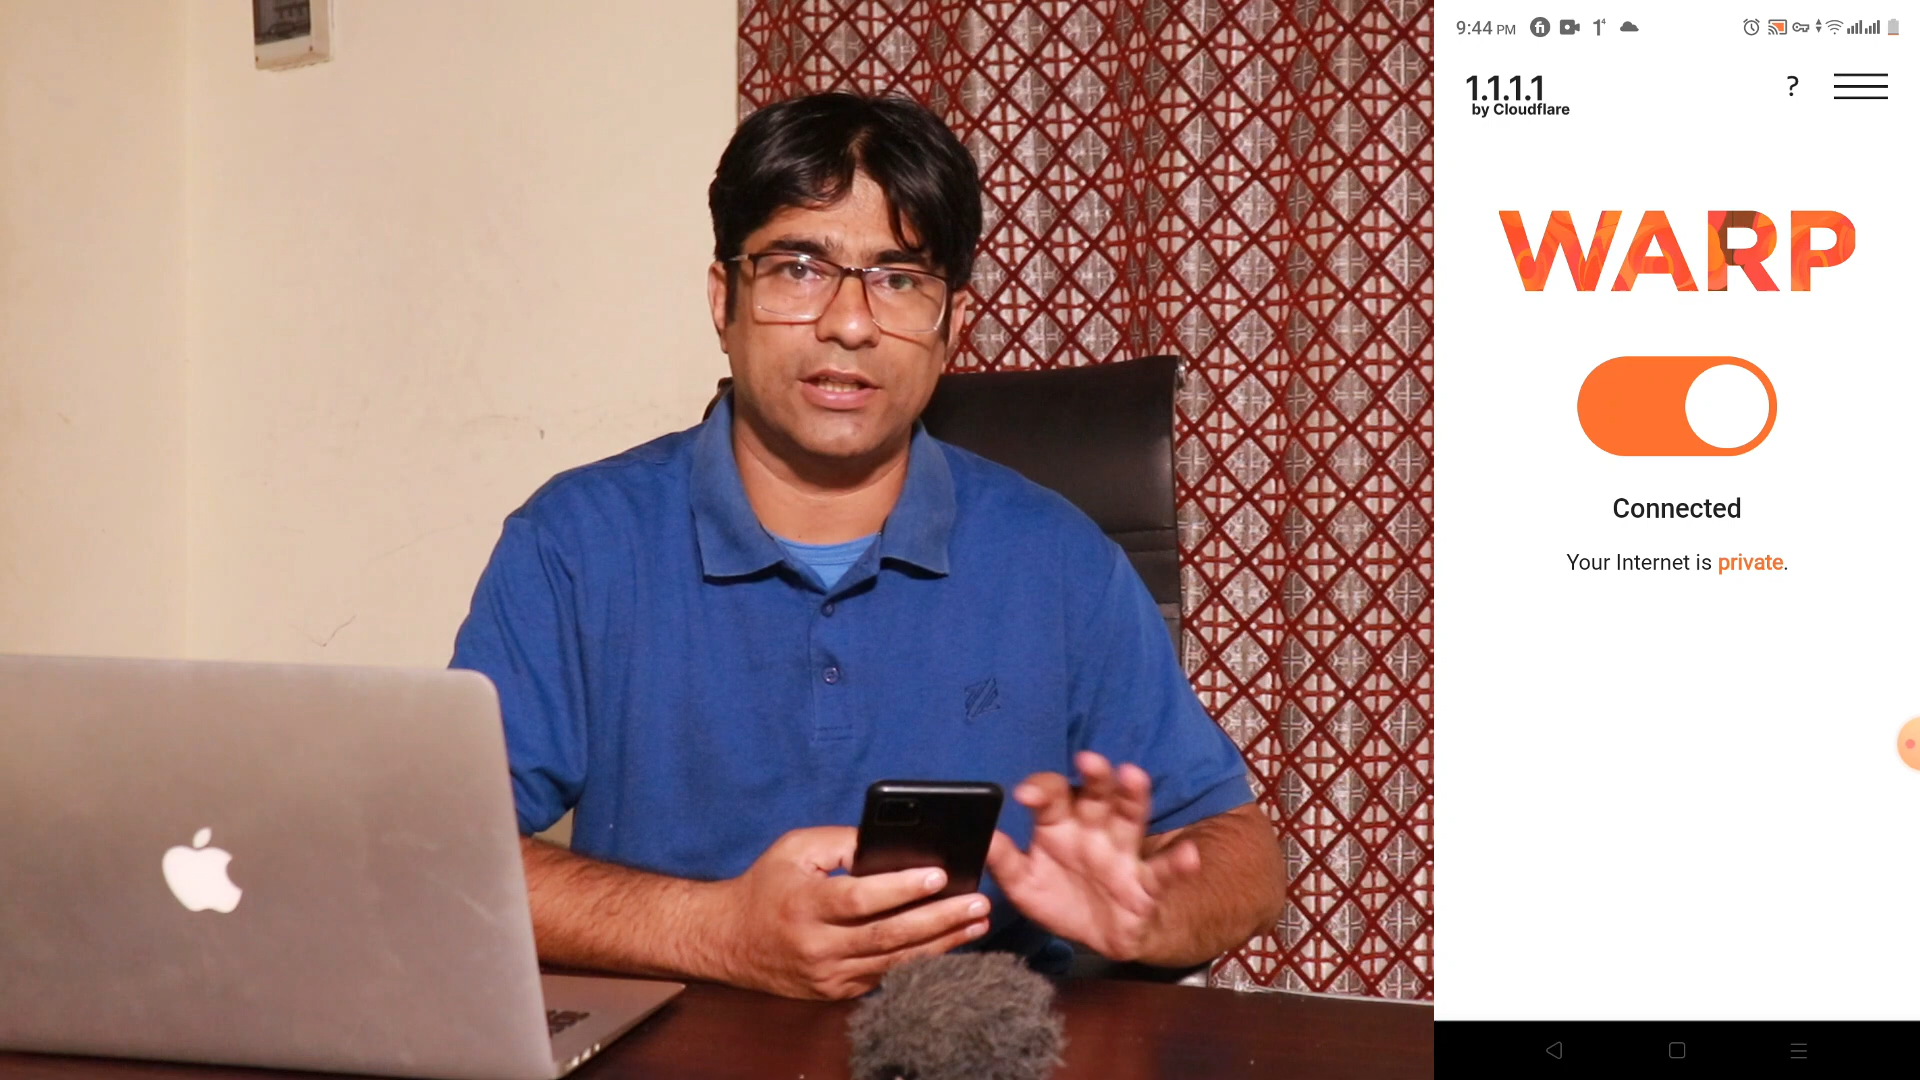 9:44 PM
1.1.1.1
by Cloudflare
?
WARP
Connected
Your Internet is private.